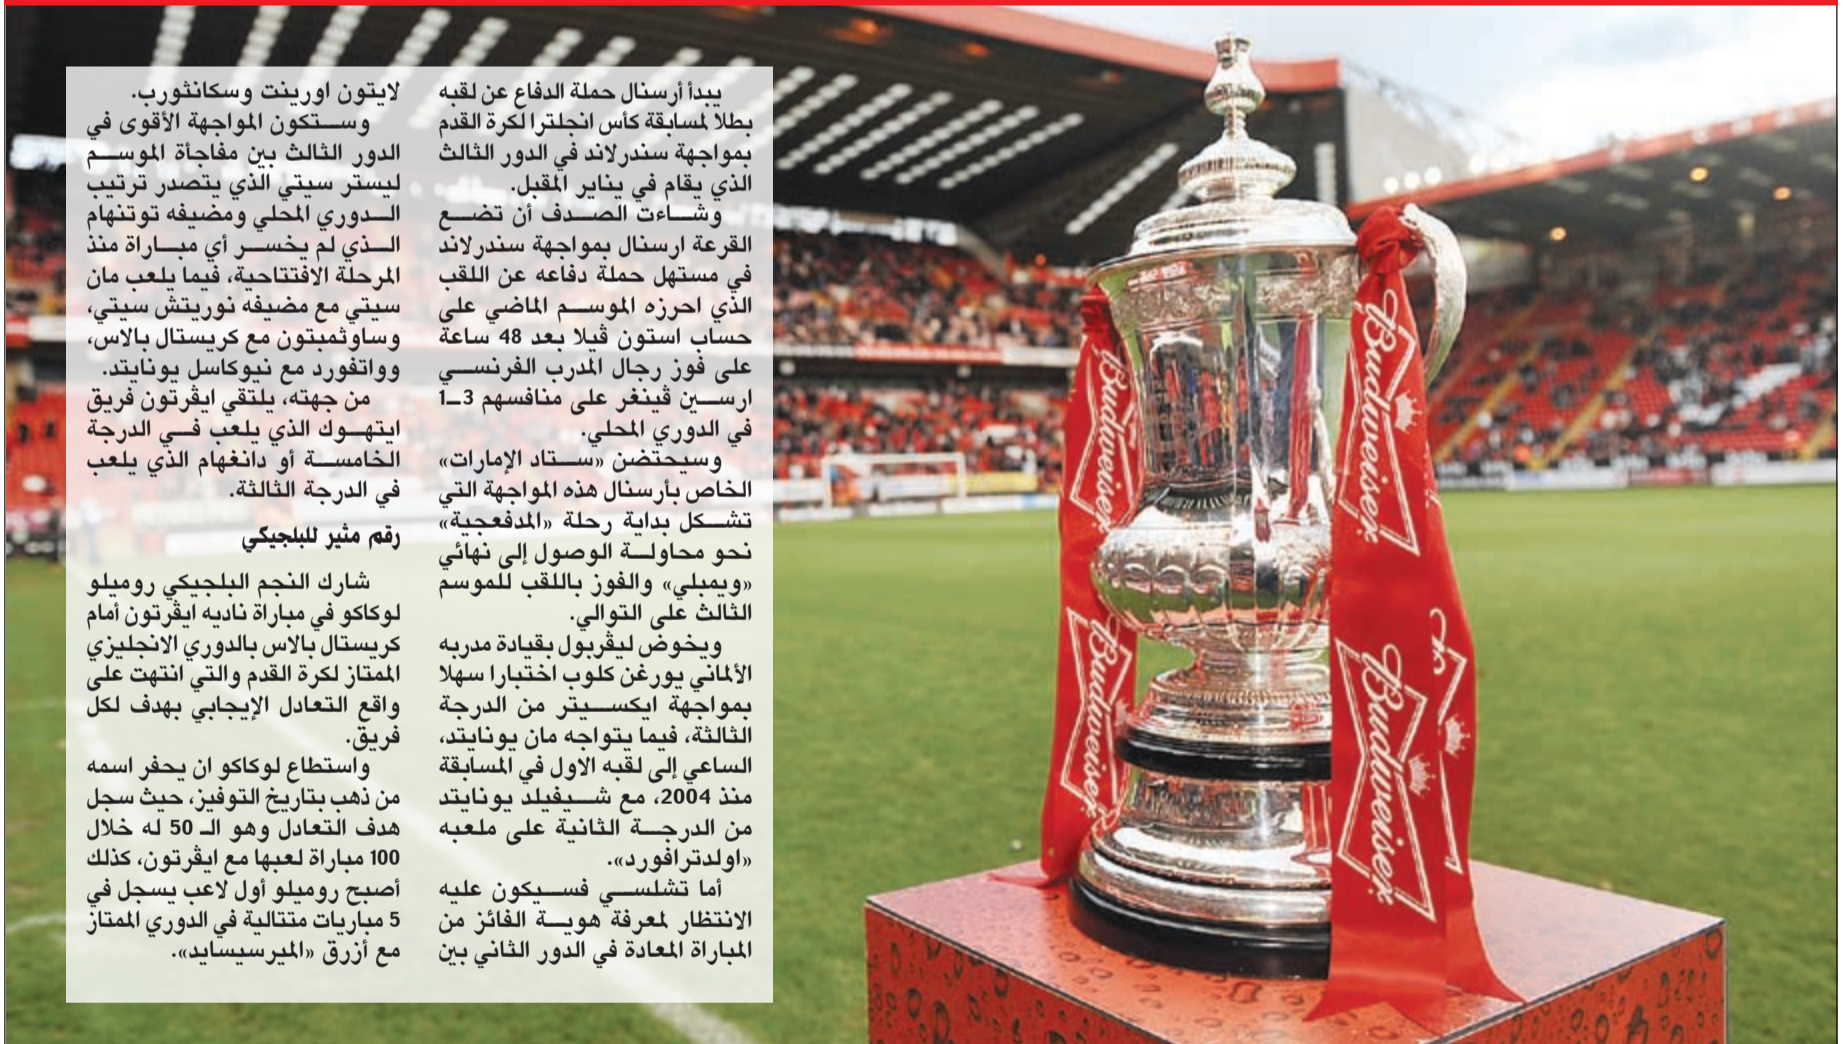 يبدأ أرسنال حملة الدفاع عن لقبه
بطلا لمسابقة كأس انجلترا لكرة القدم
بمواجهة سندرلاند في الدور الثالث
الذي يقام في يناير المقبل.
وشاءت الصدف أن تضع
القرعة ارسنال بمواجهة سندرلاند
في مستهل حملة دفاعه عن اللقب
الذي احرزه الموسم الماضي على
حساب استون ڤيلا بعد 48 ساعة
على فوز رجال المدرب الفرنسي
ارسين ڤينغر على منافسهم 3-1
في الدوري المحلي.
وسيحتضن «ستاد الإمارات»
الخاص بأرسنال هذه المواجهة التي
تشكل بداية رحلة «المدفعجية»
نحو محاولة الوصول إلى نهائي
«ويمبلي» والفوز باللقب للموسم
الثالث على التوالي.
ويخوض ليڤربول بقيادة مدربه
الألماني يورغن كلوب اختبارا سهلا
بمواجهة ايكسيتر من الدرجة
الثالثة، فيما يتواجه مان يونايتد،
الساعي إلى لقبه الاول في المسابقة
منذ 2004، مع شيفيلد يونايتد
من الدرجة الثانية على ملعبه
«اولدترافورد».
أما تشلسي فسيكون عليه
الانتظار لمعرفة هوية الفائز من
المباراة المعادة في الدور الثاني بين
لايتون اورينت وسكانثورب.
وستكون المواجهة الأقوى في
الدور الثالث بين مفاجأة الموسم
ليستر سيتي الذي يتصدر ترتيب
الدوري المحلي ومضيفه توتنهام
الذي لم يخسر أي مباراة منذ
المرحلة الافتتاحية، فيما يلعب مان
سيتي مع مضيفه نوريتش سيتي،
وساوثمبتون مع كريستال بالاس،
وواتفورد مع نيوكاسل يونايتد.
من جهته، يلتقي ايڤرتون فريق
ايتهوك الذي يلعب في الدرجة
الخامسة أو دانغهام الذي يلعب
في الدرجة الثالثة.
رقم مثير للبلجيكي
شارك النجم البلجيكي روميلو
لوكاكو في مباراة ناديه ايڤرتون أمام
كريستال بالاس بالدوري الانجليزي
الممتاز لكرة القدم والتي انتهت على
واقع التعادل الإيجابي بهدف لكل
فريق.
واستطاع لوكاكو ان يحفر اسمه
من ذهب بتاريخ التوفيز، حيث سجل
هدف التعادل وهو الـ 50 له خلال
100 مباراة لعبها مع ايڤرتون، كذلك
أصبح روميلو أول لاعب يسجل في
5 مباريات متتالية في الدوري الممتاز
مع أزرق «الميرسيسايد».
Budweiser
Budweiser
Budweiser
Budweiser